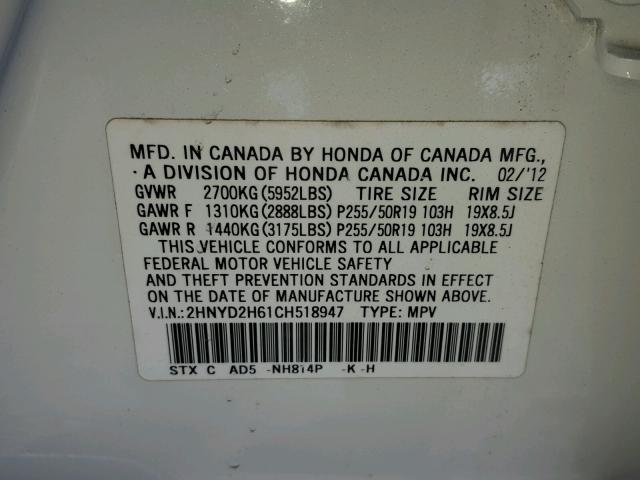 MFD. IN CANADA BY HONDA OF CANADA MFG.,
A DIVISION OF HONDA CANADA INC. 02/'12
GVWR 2700KG(5952LBS) TIRE SIZE RIM SIZE
GAWR F 1310KG(2888LBS) P255/50R19 103H 19X8.5J
GAWR R 1440KG(3175LBS) P255/50R19 103H 19X8.5J
THIS VEHICLE CONFORMS TO ALL APPLICABLE
FEDERAL MOTOR VEHICLE SAFETY
AND THEFT PREVENTION STANDARDS IN EFFECT
ON THE DATE OF MANUFACTURE SHOWN ABOVE.
V.I.N.: 2HNYD2H61CH518947 TYPE: MPV
STX C AD5 -NH814P -K -H